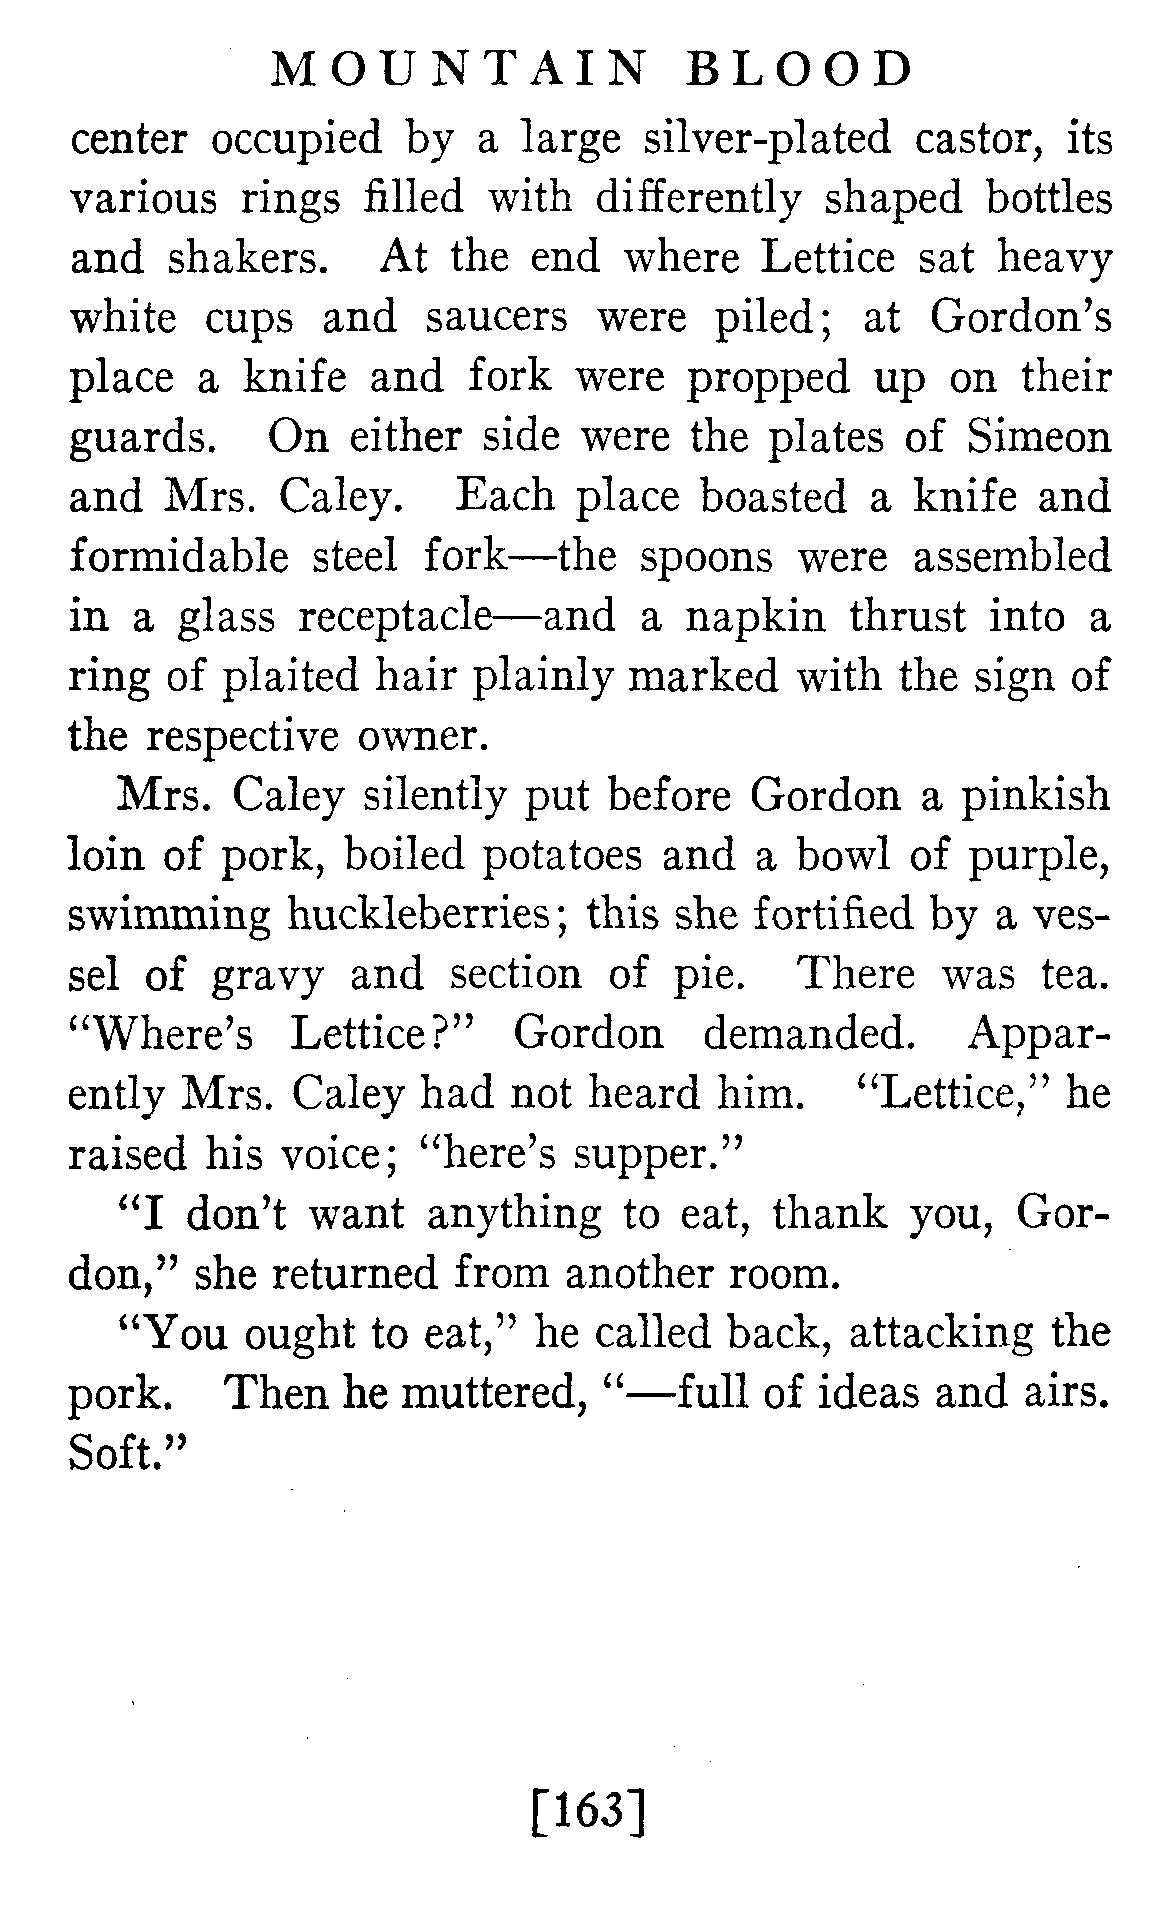 MOUNTAIN BLOOD
center occupied by a large silver-plated castor, its
various rings filled with differently shaped bottles
and shakers. At the end where Lettice sat heavy
white cups and saucers were piled; at Gordon's
place a knife and fork were propped up on their
guards. On either side were the plates of Simeon
and Mrs. Caley. Each place boasted a knife and
formidable steel fork—the spoons were assembled
in a glass receptacle—and a napkin thrust into a
ring of plaited hair plainly marked with the sign of
the respective owner.
Mrs. Caley silently put before Gordon a pinkish
loin of pork, boiled potatoes and a bowl of purple,
swimming huckleberries; this she fortified by a ves-
sel of gravy and section of pie. There was tea.
“Where's Lettice?” Gordon demanded. Appar-
ently Mrs. Caley had not heard him. “Lettice,” he
raised his voice; “here's supper.”
“I don't want anything to eat, thank you, Gor-
don,” she returned from another room.
“You ought to eat,” he called back, attacking the
pork. Then he muttered, “—full of ideas and airs.
Soft.”
[163]